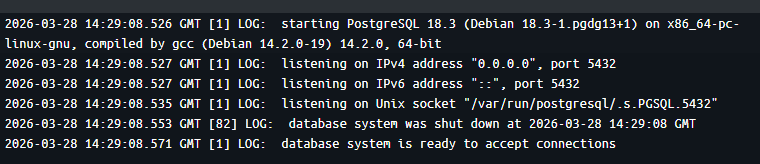 2026-03-28 14:29:08.526 GMT [1] LOG:  starting PostgreSQL 18.3 (Debian 18.3-1.pgdg13+1) on x86_64-pc-
linux-gnu, compiled by gcc (Debian 14.2.0-19) 14.2.0, 64-bit
2026-03-28 14:29:08.527 GMT [1] LOG:  listening on IPv4 address "0.0.0.0", port 5432
2026-03-28 14:29:08.527 GMT [1] LOG:  listening on IPv6 address "::", port 5432
2026-03-28 14:29:08.535 GMT [1] LOG:  listening on Unix socket "/var/run/postgresql/.s.PGSQL.5432"
2026-03-28 14:29:08.553 GMT [82] LOG:  database system was shut down at 2026-03-28 14:29:08 GMT
2026-03-28 14:29:08.571 GMT [1] LOG:  database system is ready to accept connections